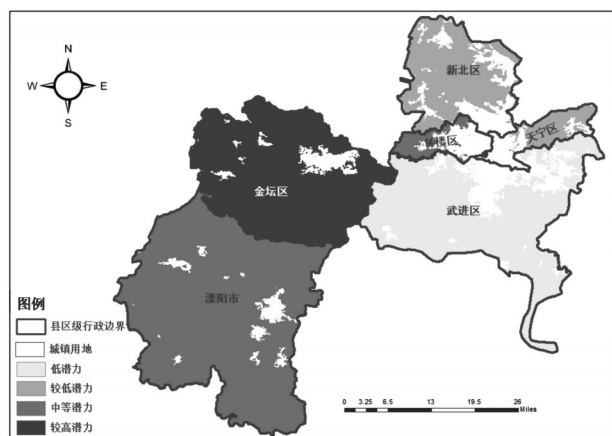 N
W
E
S
新北区
钟楼区
天宁区
金坛区
武进区
溧阳市
图例
县区级行政边界
城镇用地
低潜力
较低潜力
中等潜力
较高潜力
0 3.25 6.5 13 19.5 26
Miles